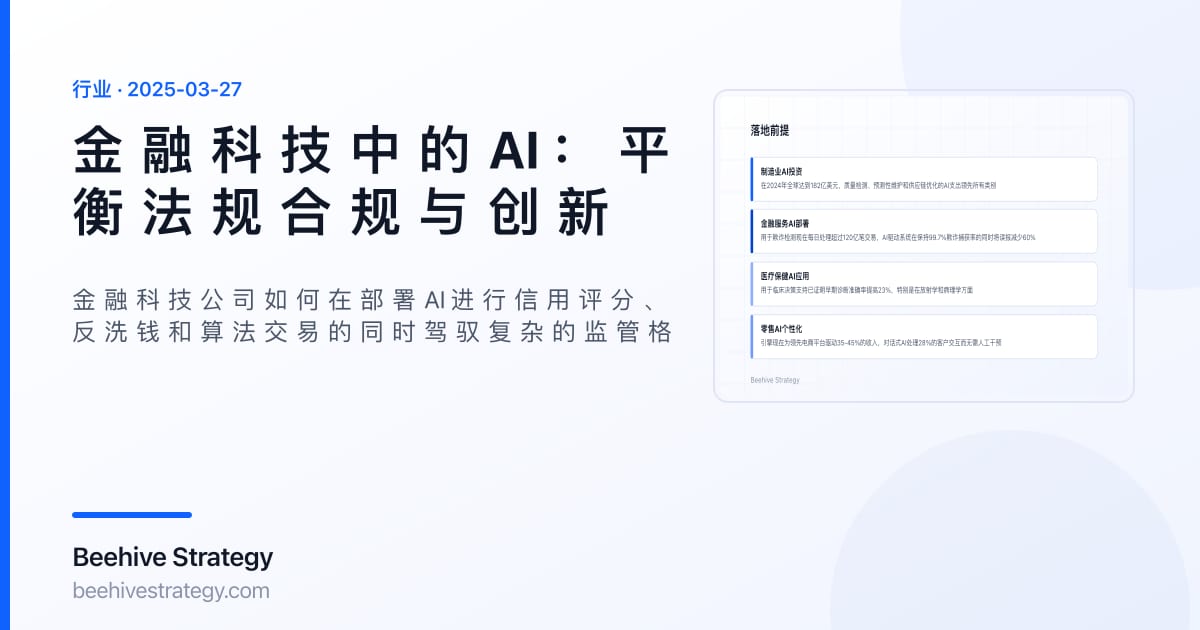 行业 · 2025-03-27
金融科技中的AI：平
衡法规合规与创新
金融科技公司如何在部署AI进行信用评分、
反洗钱和算法交易的同时驾驭复杂的监管格
落地前提
制造业AI投资
在2024年全球达到182亿美元，质量检测、预测性维护和供应链优化的AI支出领先所有类别
金融服务AI部署
用于欺诈检测现在每日处理超过120亿笔交易，AI驱动系统在保持99.7%欺诈捕获率的同时将误报减少60%
医疗保健AI应用
用于临床决策支持已证明早期诊断准确率提高23%，特别是在放射学和病理学方面
零售AI个性化
引擎现在为领先电商平台驱动35-45%的收入，对话式AI处理28%的客户交互而无需人工干预
Beehive Strategy
Beehive Strategy
beehivestrategy.com